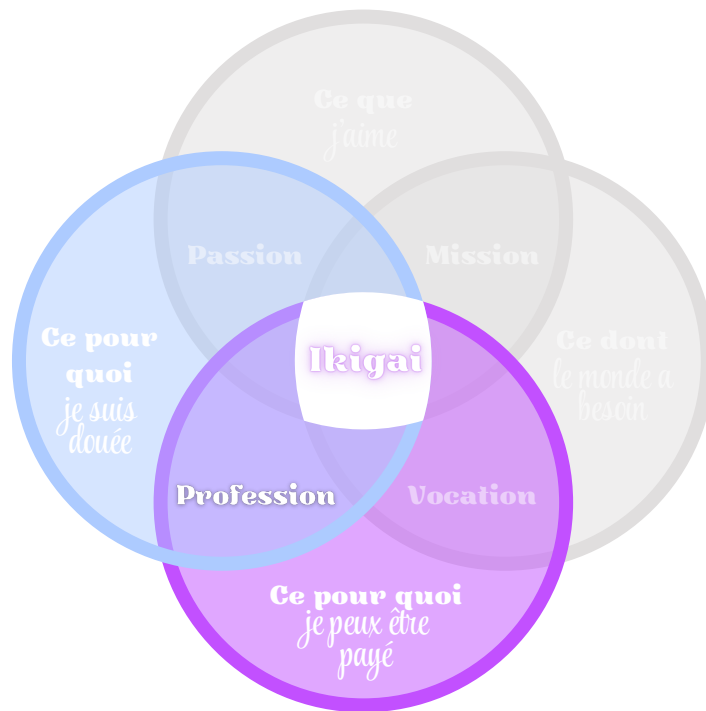 Ce que
j'aime
Passion
Mission
Ce pour
quoi
je suis
douée
Ikigai
Ce dont
le monde a
besoin
Profession
Vocation
Ce pour quoi
je peux être
payé